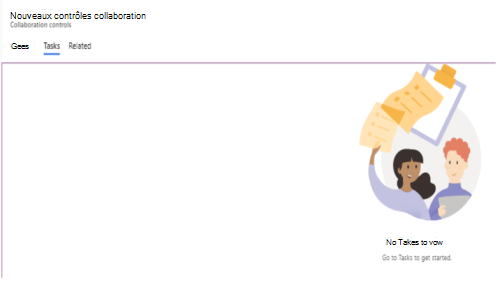 Nouveaux contrôles collaboration
Collaboration controls
Gees Tasks Related
No Takes to vow
Go to Tasks to get started.